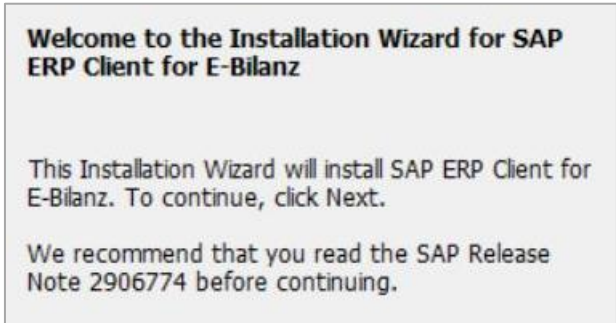 Welcome to the Installation Wizard for SAP
ERP Client for E-Bilanz
This Installation Wizard will install SAP ERP Client for
E-Bilanz. To continue, click Next.
We recommend that you read the SAP Release
Note 2906774 before continuing.